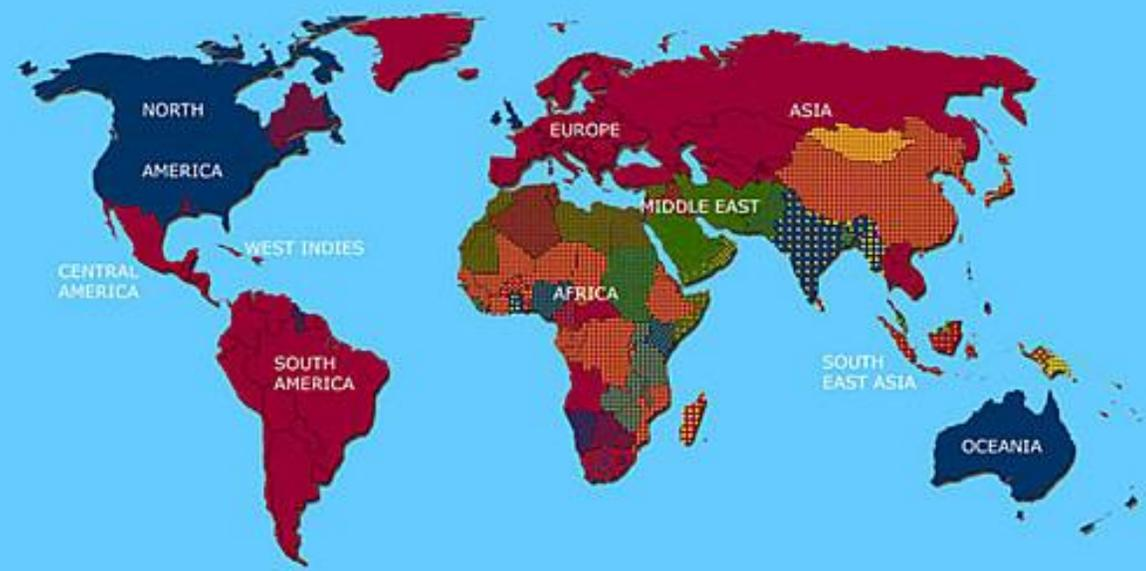 NORTH
AMERICA
ASIA
EUROPE
MIDDLE EAST
WEST INDIES
CENTRAL
AMERICA
AFRICA
SOUTH
AMERICA
SOUTH
EAST ASIA
OCEANIA